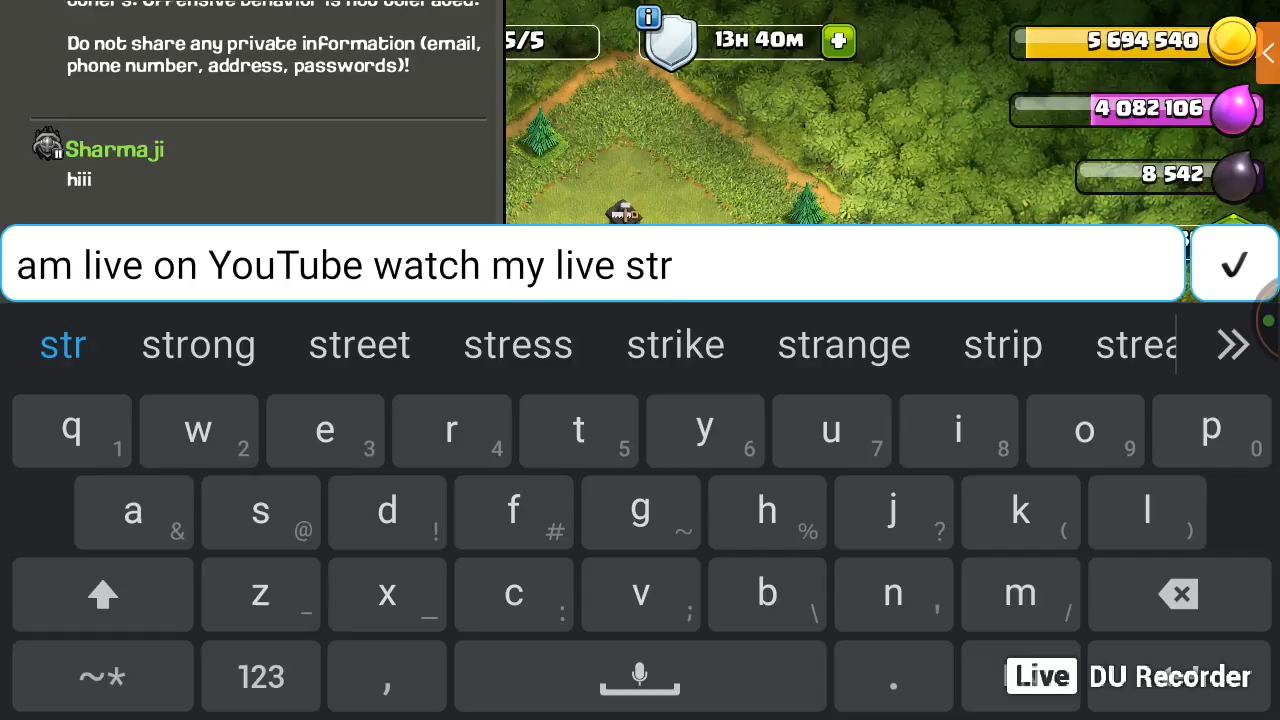 Do not share any private information (email,
phone number, address, passwords)!
Sharmaji
hiii
5/5
13H 40M
5 694 540
4 082 106
8 542
am live on YouTube watch my live str
str strong street stress strike strange strip strea
q 1 w 2 e 3 r 4 t 5 y 6 u 7 i 8 o 9 p 0
a & s @ d ! f # g ~ h % j ? k ( l )
z - x _ c : v ; b \ n ' m /
~* 123 , .
Live DU Recorder